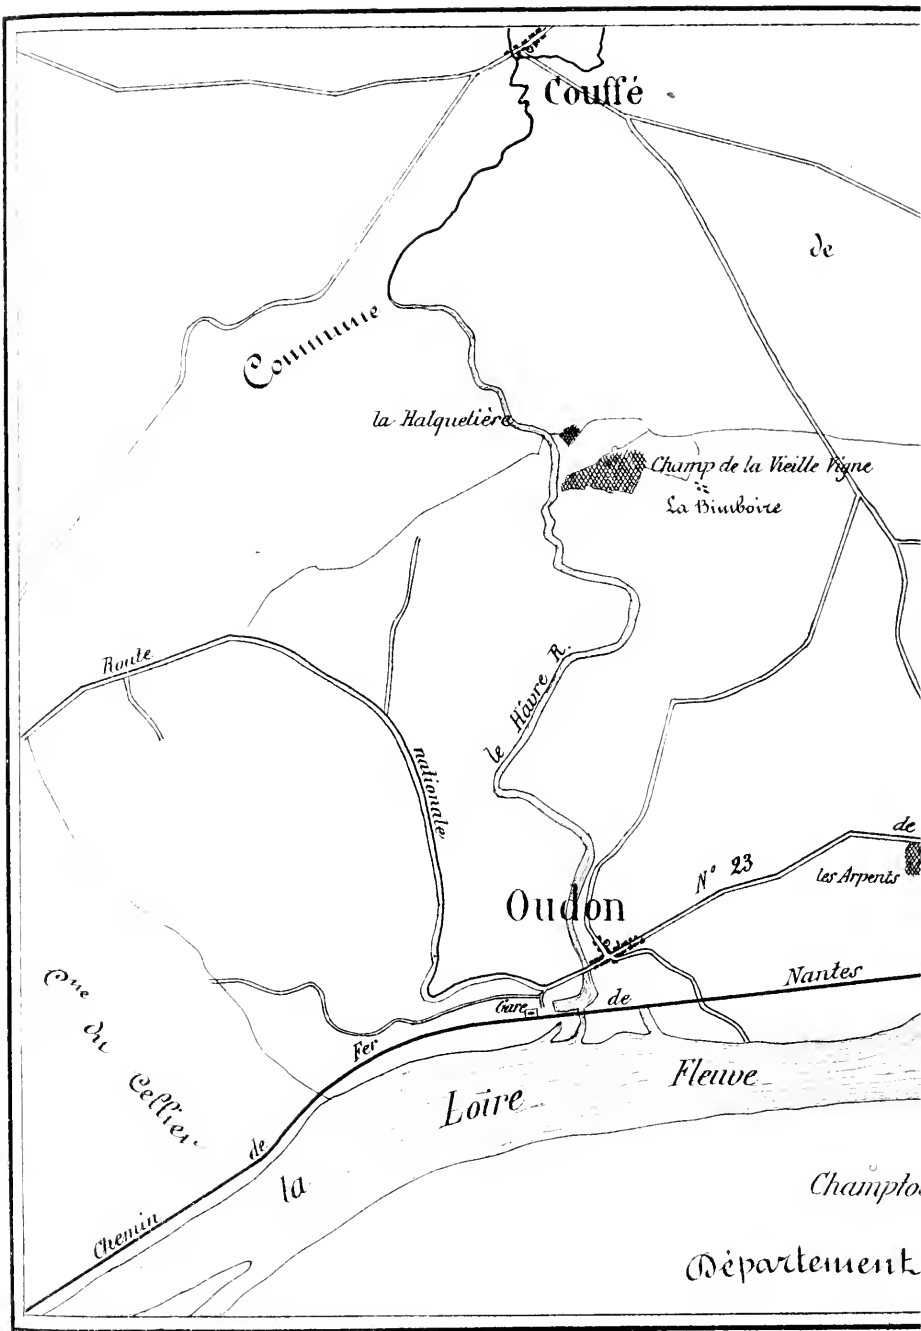 Couffé
de
Commune
la Halquetière
Champ de la Vieille Vigne
La Bimboire
Route
nationale
le Hâvre R.
N° 23
de
les Arpents
Oudon
Nantes
de
Gare
Fer
Cne du Cellier
Fleuve
Loire
la
de
Chemin
Champto
Département